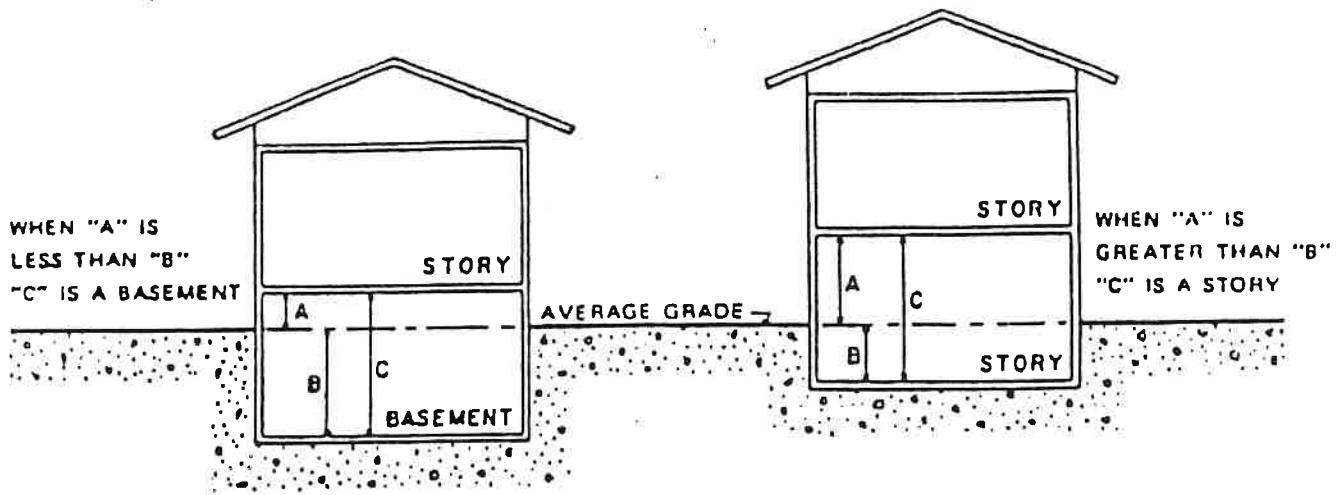 WHEN "A" IS
LESS THAN "B"
"C" IS A BASEMENT
STORY
A
B
C
BASEMENT
AVERAGE GRADE
STORY
A
C
B
STORY
WHEN "A" IS
GREATER THAN "B"
"C" IS A STORY